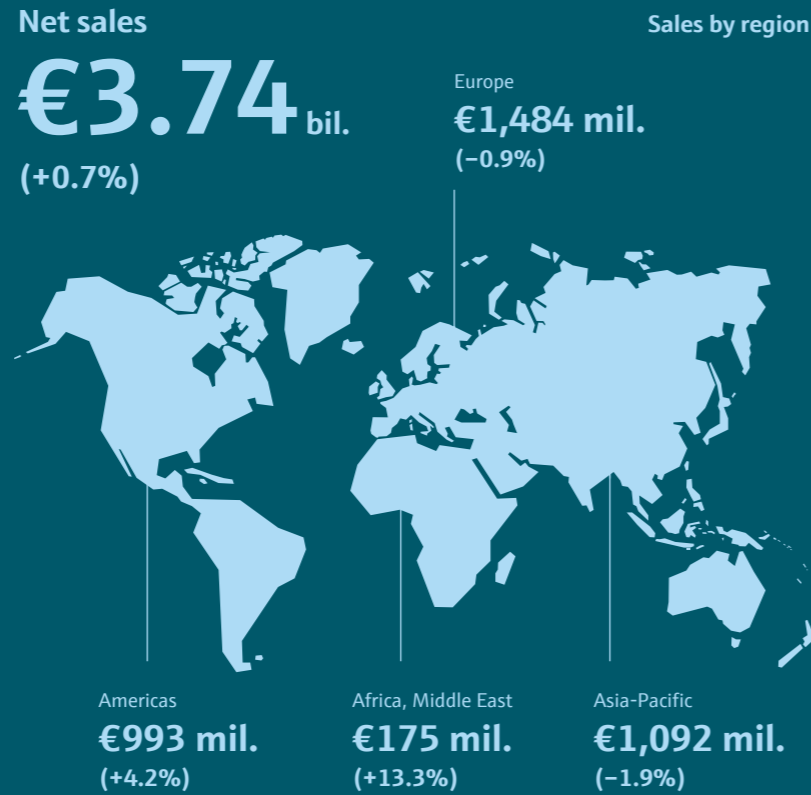 Net sales
€3.74 bil.
(+0.7%)
Sales by region
Europe
€1,484 mil.
(−0.9%)
Americas
€993 mil.
(+4.2%)
Africa, Middle East
€175 mil.
(+13.3%)
Asia-Pacific
€1,092 mil.
(−1.9%)